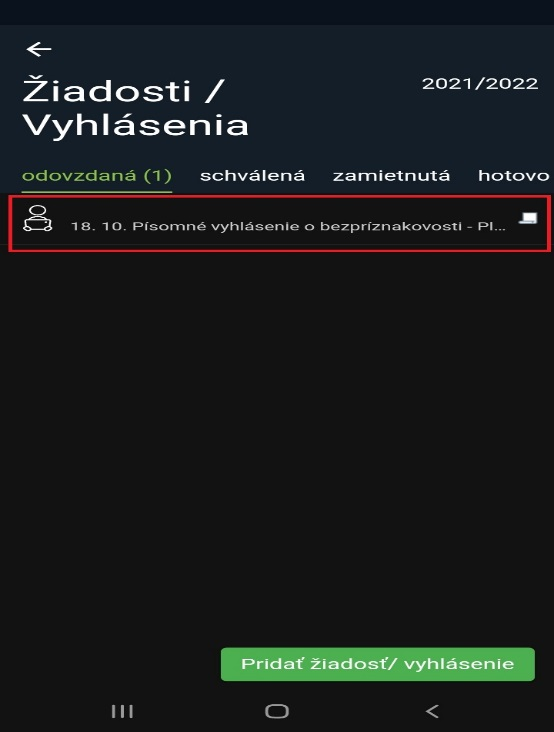 Žiadosti /
Vyhlásenia
2021/2022
odovzdaná (1) schválená zamietnutá hotovo
18. 10. Písomné vyhlásenie o bezpríznakovosti - Pl...
Pridať žiadosť/ vyhlásenie